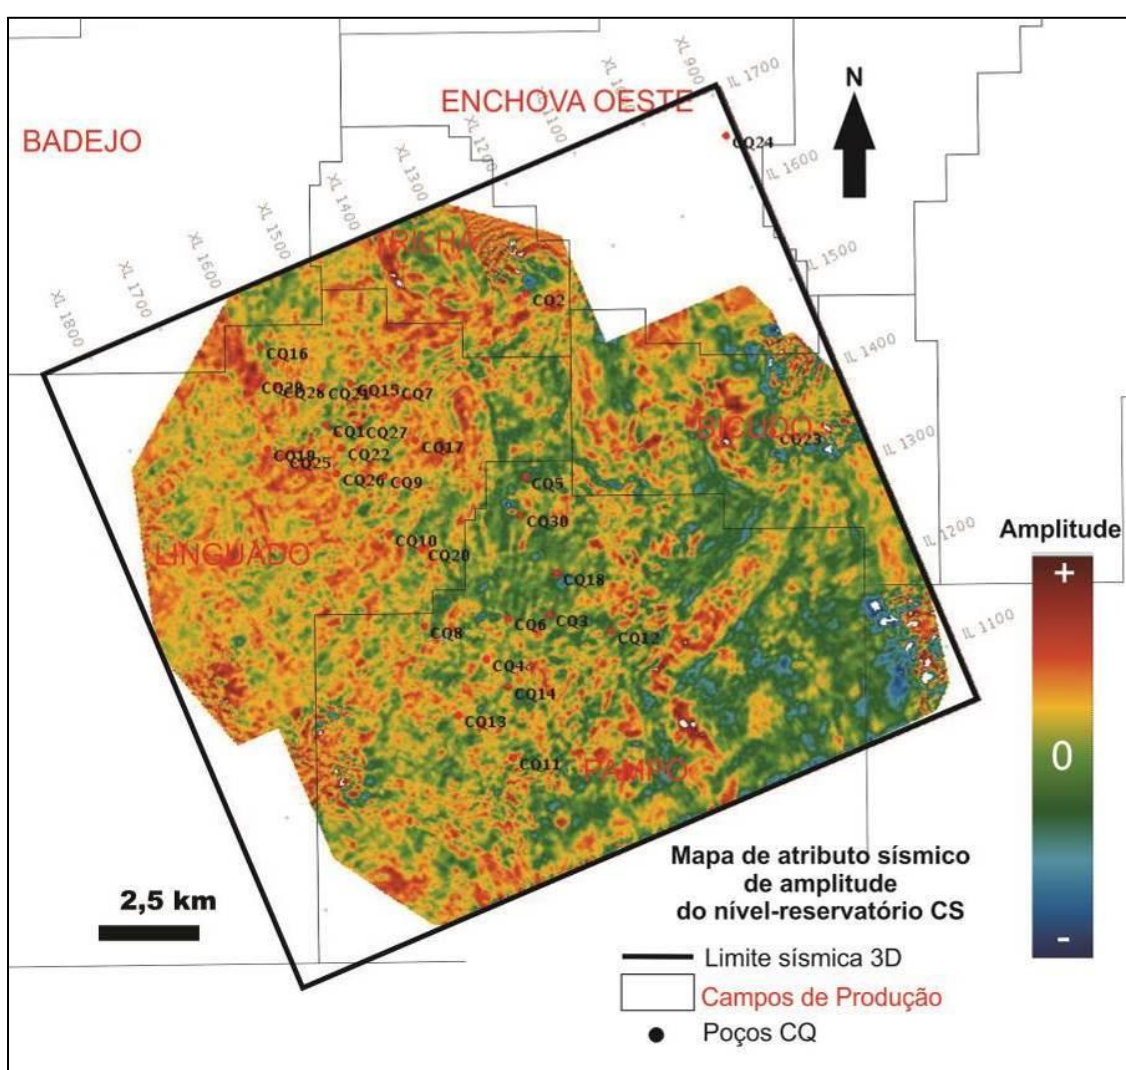 XL 900
IL 1700
N
ENCHOVA OESTE
BADEJO
XL 1100
XL 1200
CQ24
IL 1600
XL 1300
XL 1400
XL 1500
XL 1600
XL 1700
XL 1800
TRILHA
IL 1500
CQ2
IL 1400
CQ16
CQ28
CQ21
CQ15
CQ7
CQ1
CQ27
BICUDO
CQ23
IL 1300
CQ17
CQ19
CQ25
CQ22
CQ26
CQ9
CQ5
CQ30
IL 1200
Amplitude
+
LINGUADO
CQ10
CQ20
CQ18
IL 1100
CQ8
CQ6
CQ3
CQ12
CQ4
CQ14
CQ13
0
CQ11
PAMPO
Mapa de atributo sísmico
de amplitude
do nível-reservatório CS
2,5 km
-
Limite sísmica 3D
Campos de Produção
Poços CQ